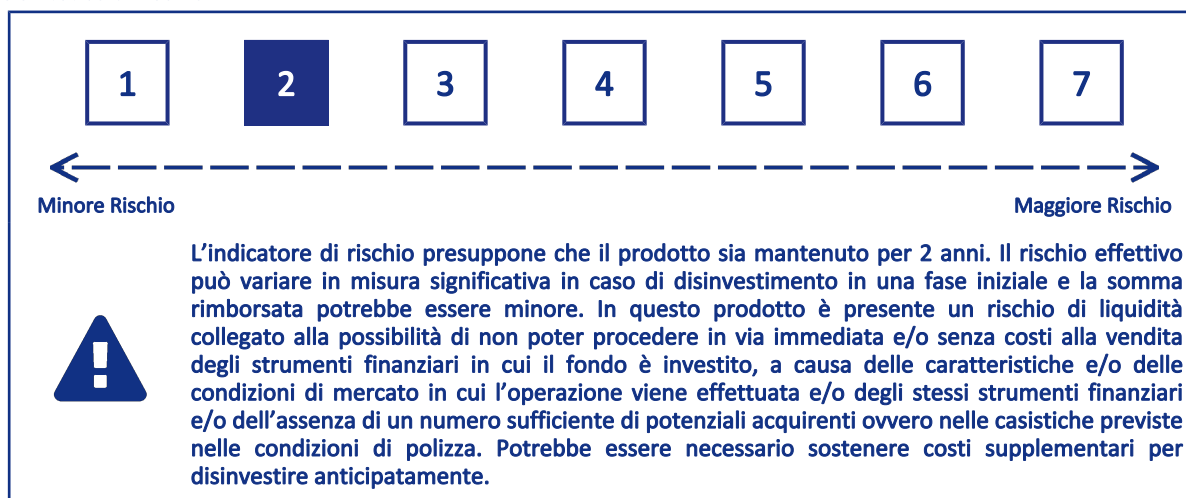 1 2 3 4 5 6 7
Minore Rischio Maggiore Rischio
L'indicatore di rischio presuppone che il prodotto sia mantenuto per 2 anni. Il rischio effettivo
può variare in misura significativa in caso di disinvestimento in una fase iniziale e la somma
rimborsata potrebbe essere minore. In questo prodotto è presente un rischio di liquidità
collegato alla possibilità di non poter procedere in via immediata e/o senza costi alla vendita
degli strumenti finanziari in cui il fondo è investito, a causa delle caratteristiche e/o delle
condizioni di mercato in cui l'operazione viene effettuata e/o degli stessi strumenti finanziari
e/o dell'assenza di un numero sufficiente di potenziali acquirenti ovvero nelle casistiche previste
nelle condizioni di polizza. Potrebbe essere necessario sostenere costi supplementari per
disinvestire anticipatamente.